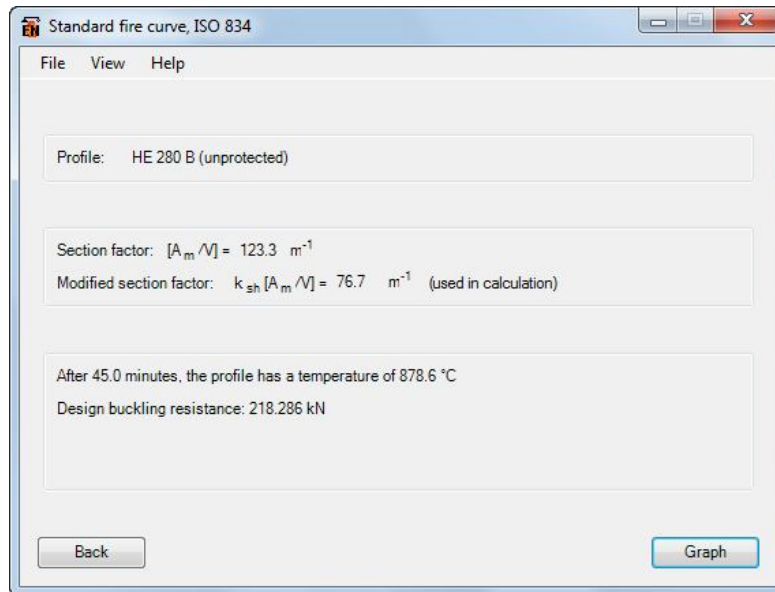 Standard fire curve, ISO 834
File View Help
Profile: HE 280 B (unprotected)
Section factor: [A m /V] = 123.3 m-1
Modified section factor: k sh [A m /V] = 76.7 m-1 (used in calculation)
After 45.0 minutes, the profile has a temperature of 878.6 °C
Design buckling resistance: 218.286 kN
Back Graph